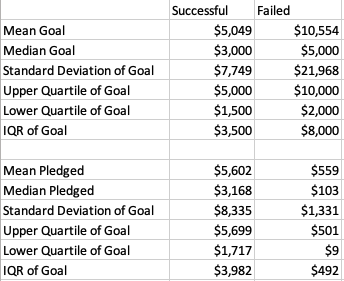 Successful Failed
Mean Goal $5,049 $10,554
Median Goal $3,000 $5,000
Standard Deviation of Goal $7,749 $21,968
Upper Quartile of Goal $5,000 $10,000
Lower Quartile of Goal $1,500 $2,000
IQR of Goal $3,500 $8,000
Mean Pledged $5,602 $559
Median Pledged $3,168 $103
Standard Deviation of Goal $8,335 $1,331
Upper Quartile of Goal $5,699 $501
Lower Quartile of Goal $1,717 $9
IQR of Goal $3,982 $492